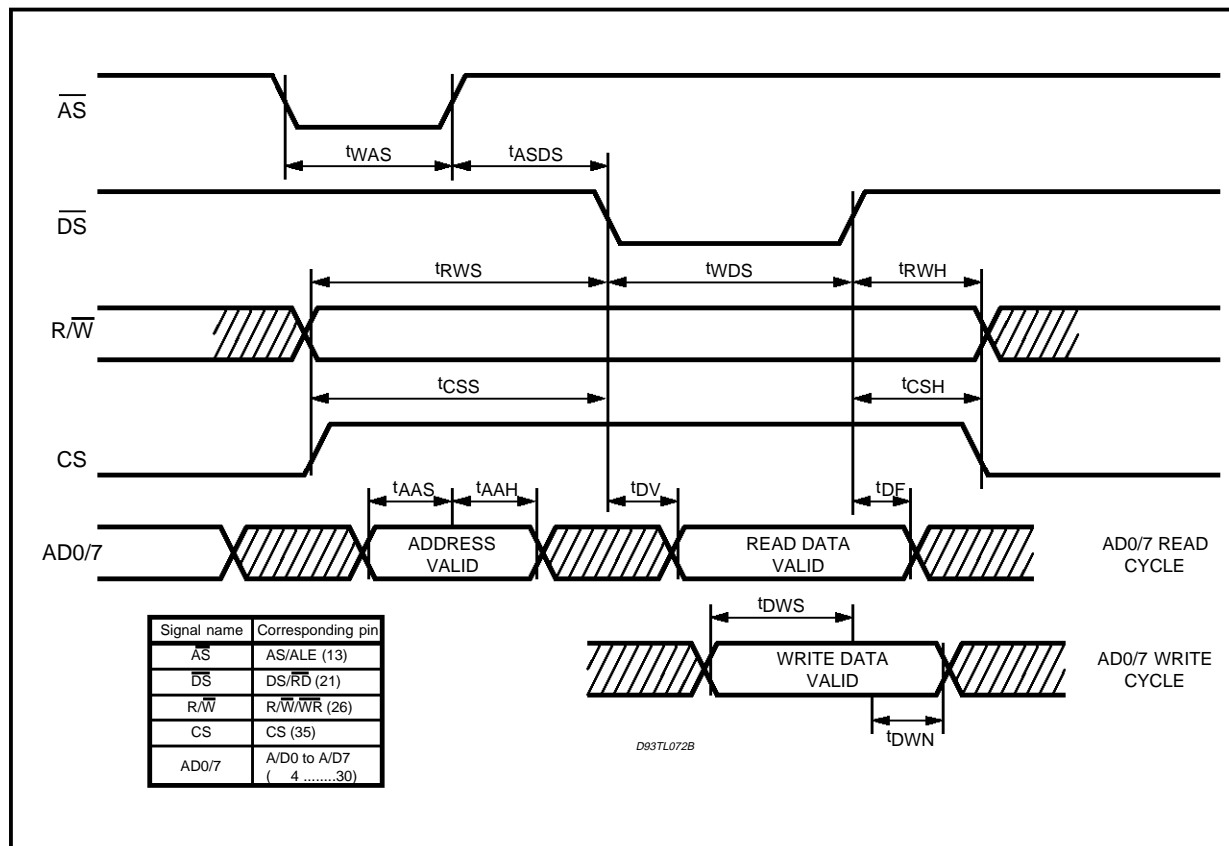 AS
tWAS tASDS
DS
tRWS tWDS tRWH
R/W
tCSS tCSH
CS
tAAS tAAH tDV tDF
AD0/7 ADDRESS VALID READ DATA VALID AD0/7 READ CYCLE
tDWS
WRITE DATA VALID AD0/7 WRITE CYCLE
tDWN
D93TL072B
Signal name Corresponding pin
AS AS/ALE (13)
DS DS/RD (21)
R/W R/W/WR (26)
CS CS (35)
AD0/7 A/D0 to A/D7
( 4 ........30)